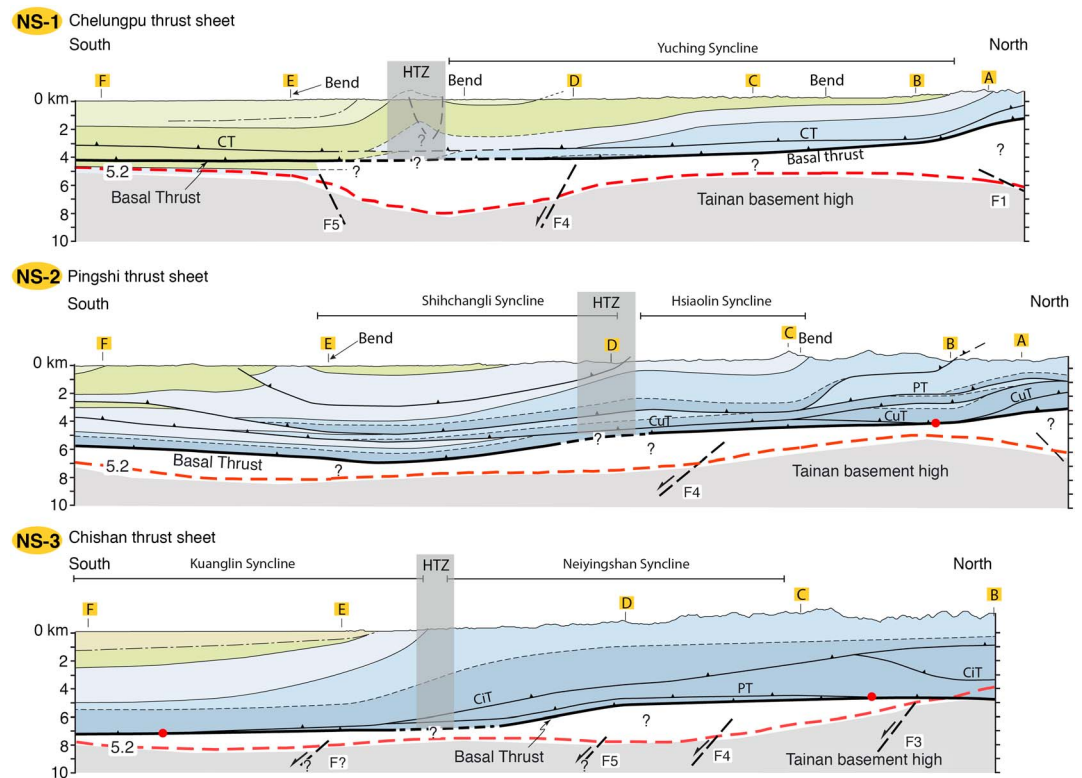 NS-1 Chelungpu thrust sheet
South
North
Yuching Syncline
F
E
Bend
HTZ
Bend
D
C
Bend
B
A
0 km
2
4
6
8
10
CT
CT
?
?
?
?
5.2
Basal Thrust
Basal thrust
F5
F4
Tainan basement high
F1
NS-2 Pingshi thrust sheet
South
North
Shihchangli Syncline
HTZ
Hsiaolin Syncline
F
E
Bend
D
C
Bend
B
A
0 km
2
4
6
8
10
PT
CuT
CuT
CuT
?
?
?
?
5.2
Basal Thrust
F4
Tainan basement high
NS-3 Chishan thrust sheet
South
North
Kuanglin Syncline
HTZ
Neiyingshan Syncline
F
E
D
C
B
0 km
2
4
6
8
10
CiT
PT
CiT
?
?
5.2
Basal Thrust
?
F?
?
F5
F4
F3
Tainan basement high